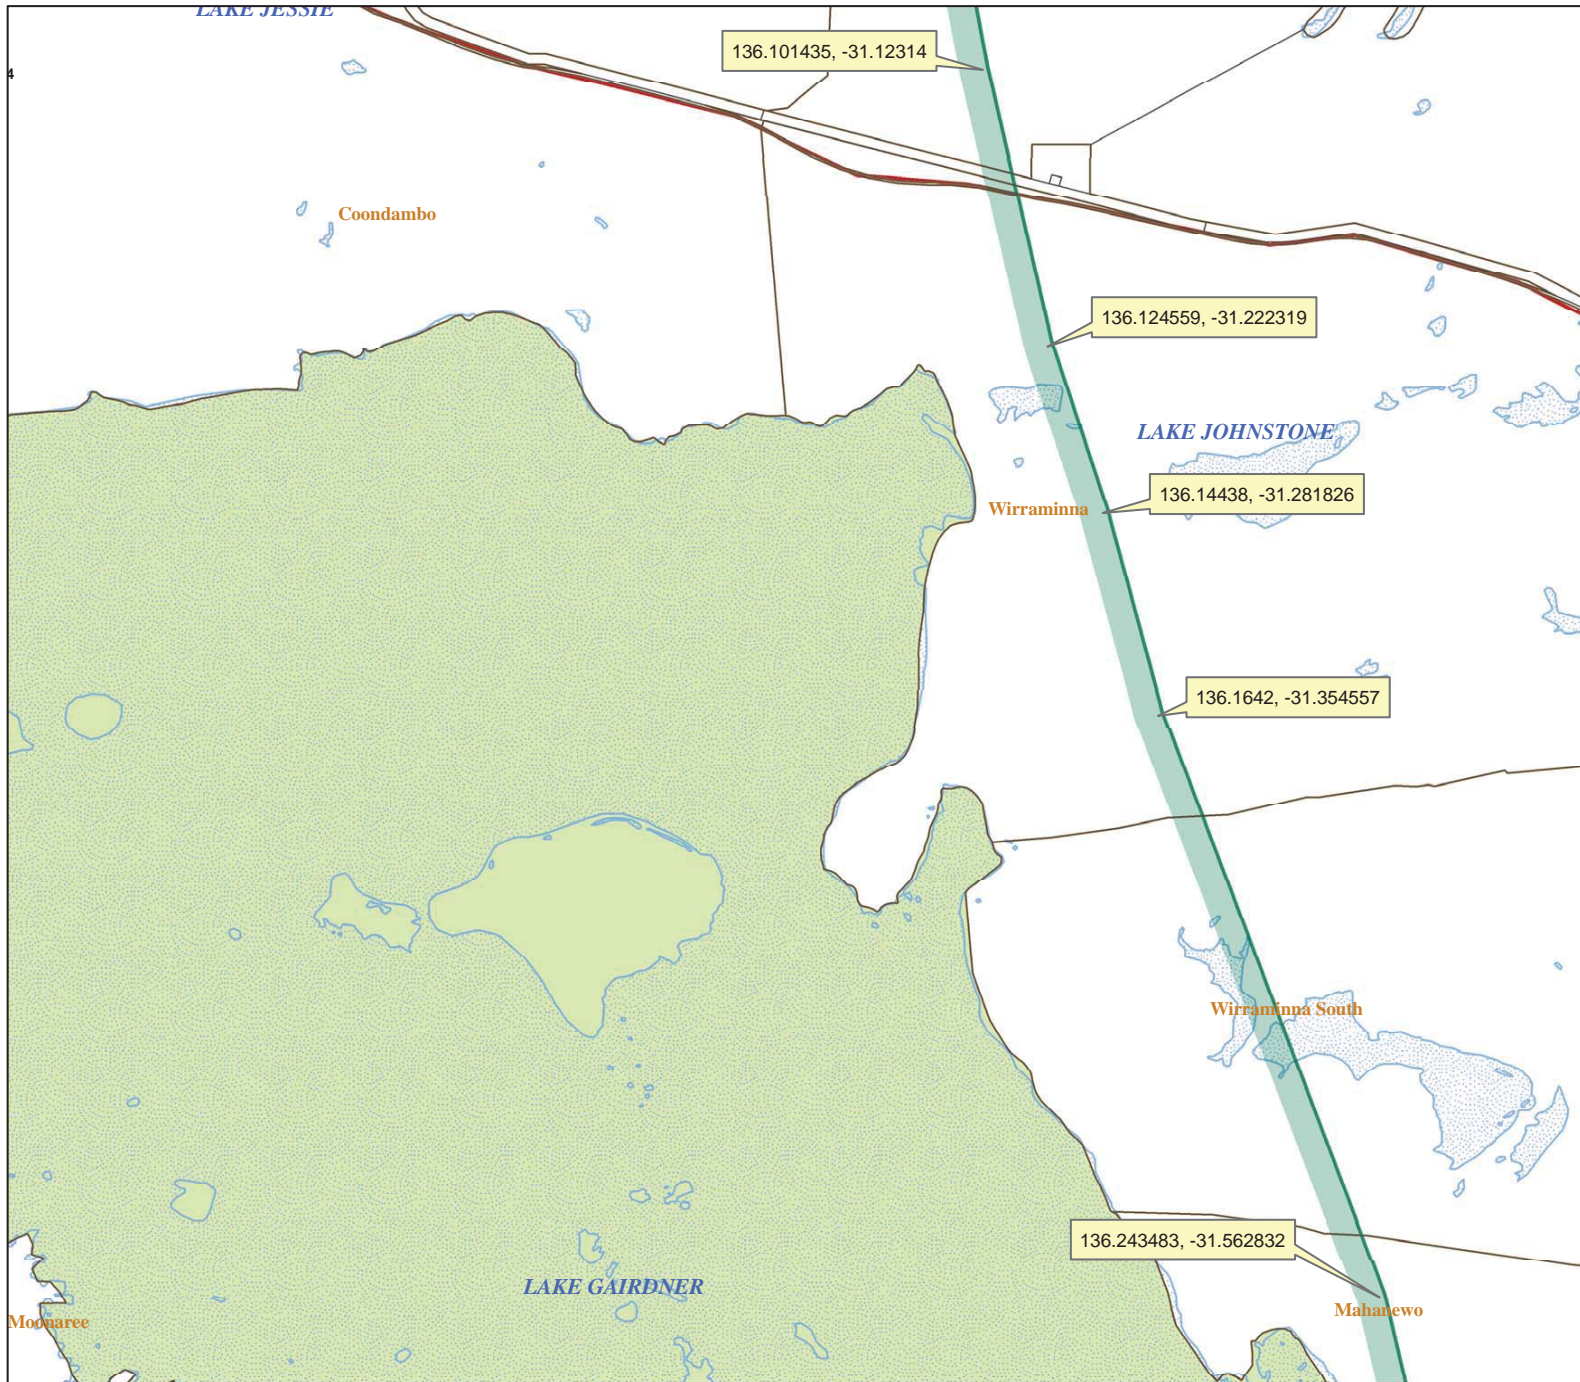 LAKE JESSIE
136.101435, -31.12314
4
Coondambo
136.124559, -31.222319
LAKE JOHNSTONE
136.14438, -31.281826
Wirraminna
136.1642, -31.354557
Wirraminna South
136.243483, -31.562832
LAKE GAIRDNER
Mahanewo
Moonaree